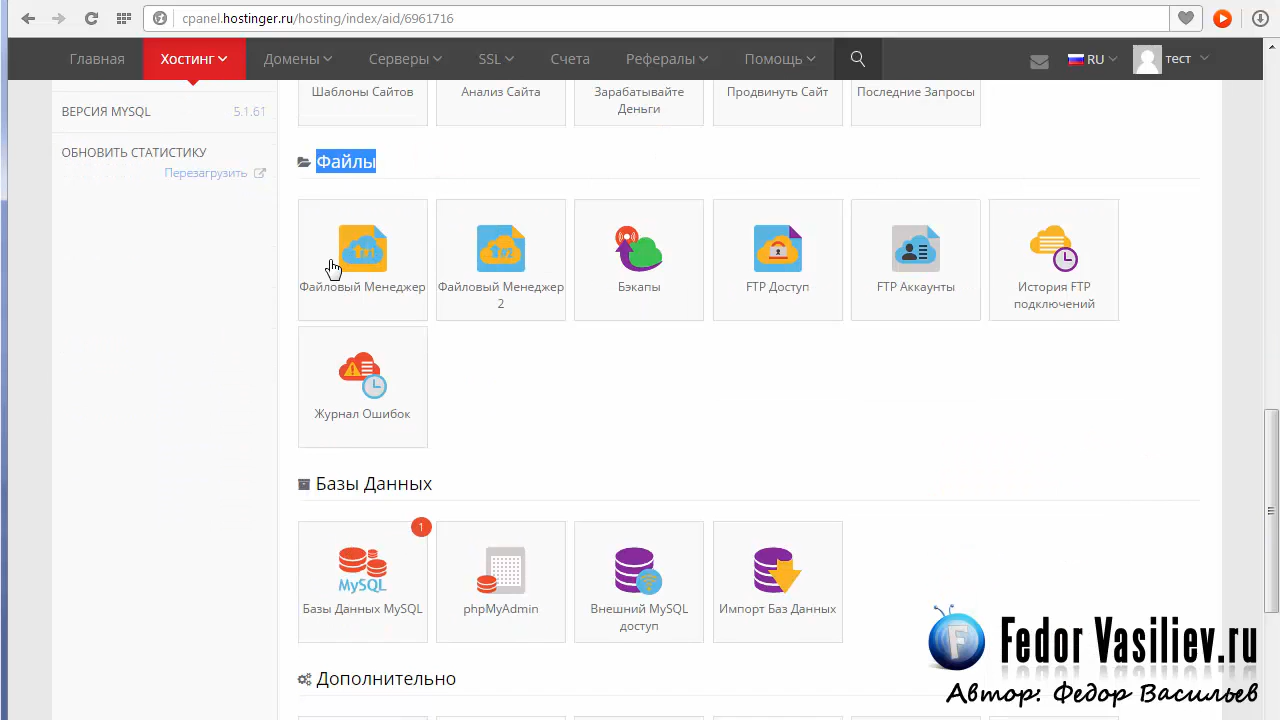 cpanel.hostinger.ru/hosting/index/aid/6961716
Главная Хостинг Домены Серверы SSL Счета Рефералы Помощь RU тест
Шаблоны Сайтов
Анализ Сайта
Зарабатывайте
Деньги
Продвинуть Сайт
Последние Запросы
ВЕРСИЯ MYSQL 5.1.61
ОБНОВИТЬ СТАТИСТИКУ
Перезагрузить
Файлы
Файловый Менеджер
Файловый Менеджер
2
Бэкапы
FTP Доступ
FTP Аккаунты
История FTP
подключений
Журнал Ошибок
Базы Данных
1
MySQL
Базы Данных MySQL
phpMyAdmin
Внешний MySQL
доступ
Импорт Баз Данных
Дополнительно
F
Fedor Vasiliev.ru
Автор: Федор Васильев